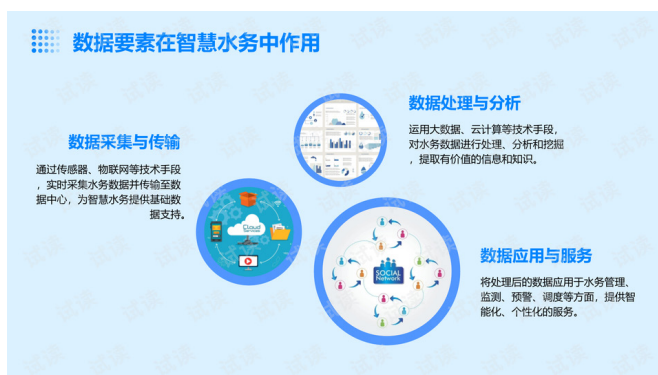 数据要素在智慧水务中作用
数据采集与传输
通过传感器、物联网等技术手段
，实时采集水务数据并传输至数
据中心，为智慧水务提供基础数
据支持。
Cloud
Services
数据处理与分析
运用大数据、云计算等技术手段，
对水务数据进行处理、分析和挖掘
，提取有价值的信息和知识。
SOCIAL
Network
数据应用与服务
将处理后的数据应用于水务管理、
监测、预警、调度等方面，提供智
能化、个性化的服务。
试读